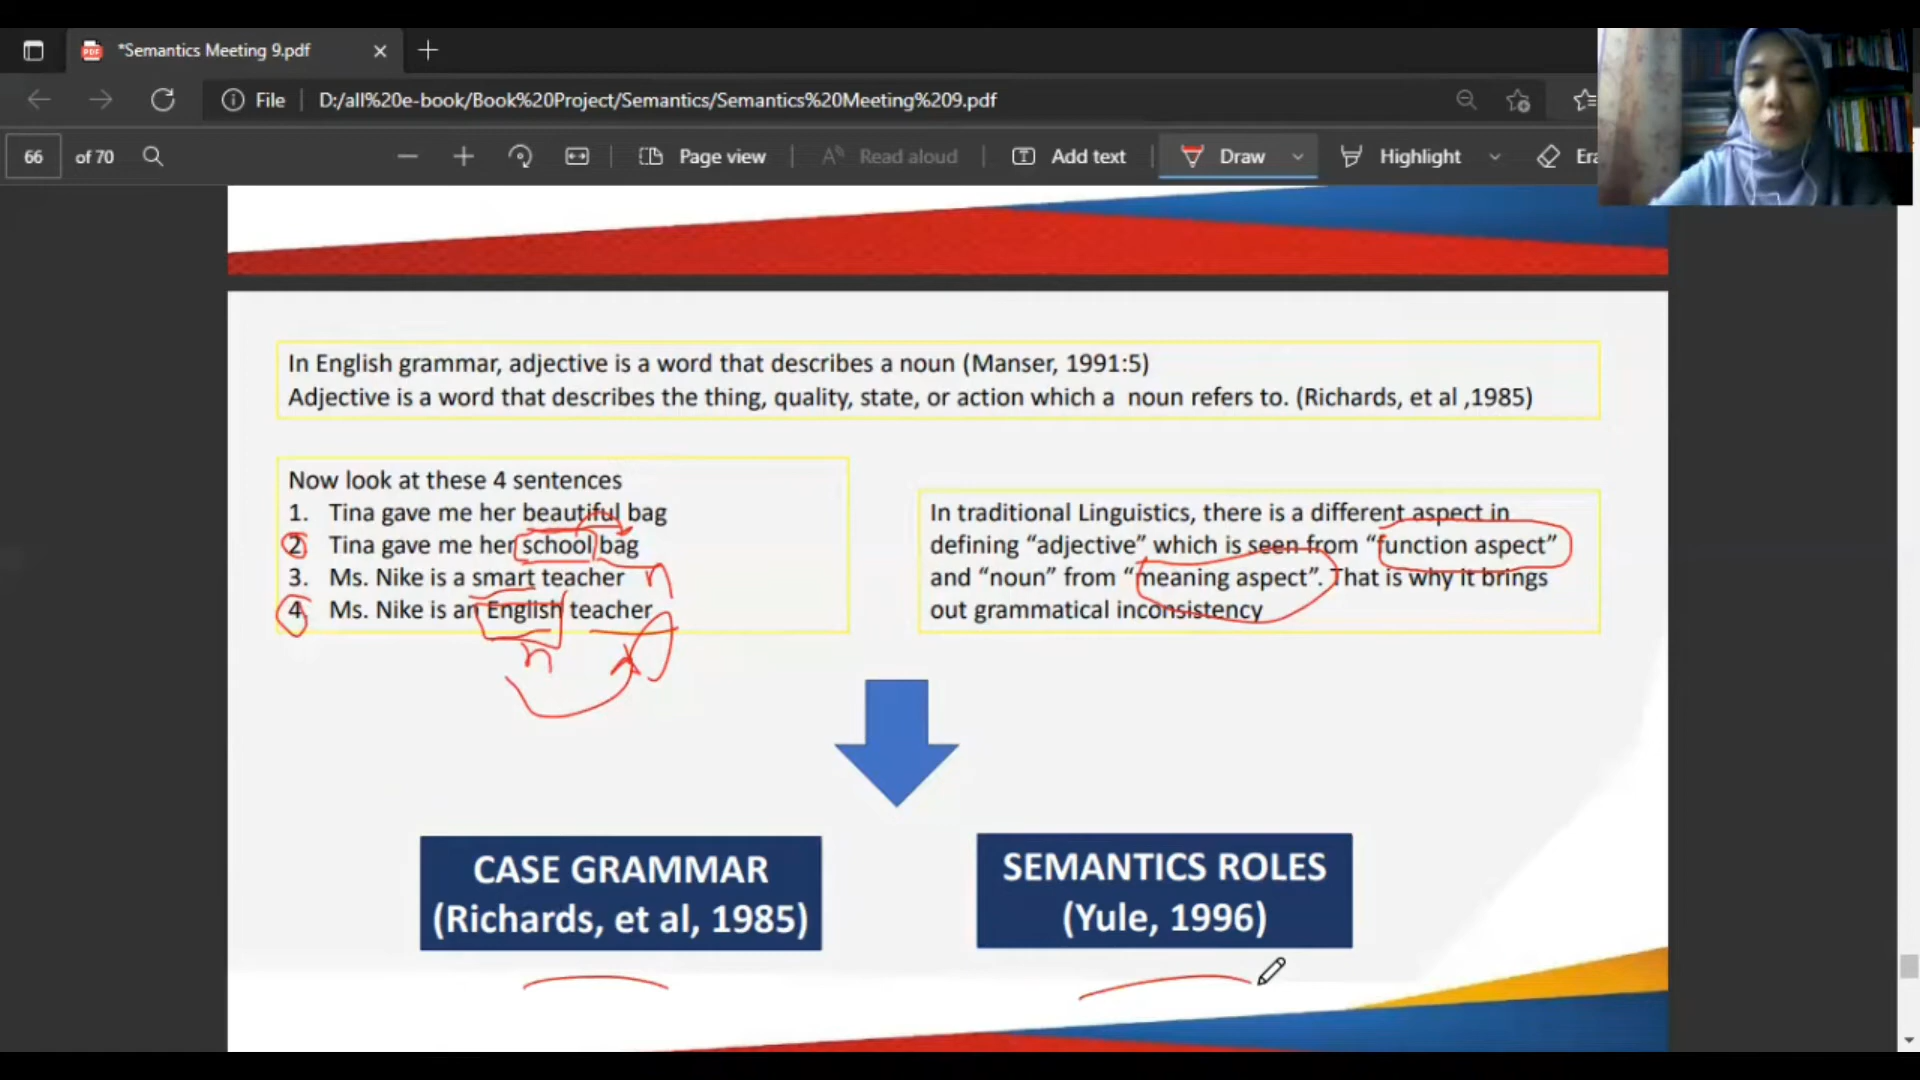 *Semantics Meeting 9.pdf
File
D:/all%20e-book/Book%20Project/Semantics/Semantics%20Meeting%209.pdf
66 of 70
Page view
Read aloud
Add text
Draw
Highlight
Era
In English grammar, adjective is a word that describes a noun (Manser, 1991:5)
Adjective is a word that describes the thing, quality, state, or action which a noun refers to. (Richards, et al ,1985)
Now look at these 4 sentences
1. Tina gave me her beautiful bag
2. Tina gave me her school bag
3. Ms. Nike is a smart teacher
n
4. Ms. Nike is an English teacher
n
In traditional Linguistics, there is a different aspect in
defining “adjective” which is seen from “function aspect”
and “noun” from “meaning aspect”. That is why it brings
out grammatical inconsistency
CASE GRAMMAR
(Richards, et al, 1985)
SEMANTICS ROLES
(Yule, 1996)